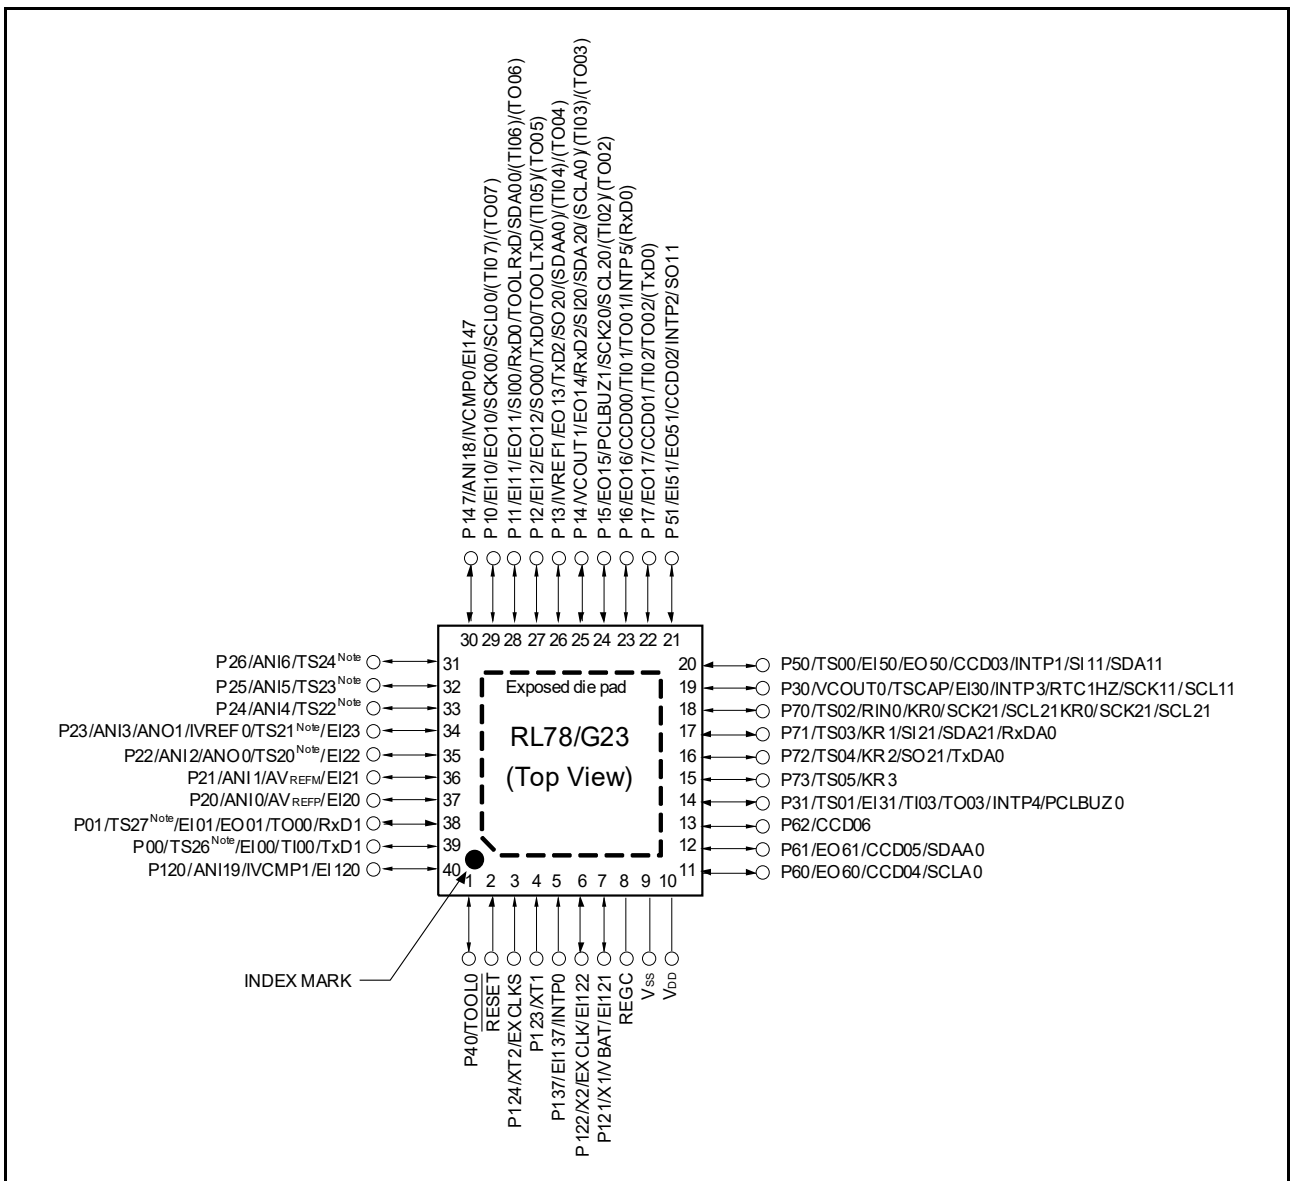 P147/ANI18/IVCMP0/EI147
P10/EI10/EO10/SCK00/SCL00/(TI07)/(TO07)
P11/EI11/EO11/SI00/RxD0/TOOLRxD/SDA00/(TI06)/(TO06)
P12/EI12/EO12/SO00/TxD0/TOOLTxD/(TI05)/(TO05)
P13/IVREF1/EO13/TxD2/SO20/(SDAA0)/(TI04)/(TO04)
P14/VCOUT1/EO14/RxD2/SI20/SDA20/(SCLA0)/(TI03)/(TO03)
P15/EO15/PCLBUZ1/SCK20/SCL20/(TI02)/(TO02)
P16/EO16/CCD00/TI01/TO01/INTP5/(RxD0)
P17/EO17/CCD01/TI02/TO02/(TxD0)
P51/EI51/EO51/CCD02/INTP2/SO11
30 29 28 27 26 25 24 23 22 21
P26/ANI6/TS24Note 31
P25/ANI5/TS23Note 32
P24/ANI4/TS22Note 33
P23/ANI3/ANO1/IVREF0/TS21Note/EI23 34
P22/ANI2/ANO0/TS20Note/EI22 35
P21/ANI1/AVREFM/EI21 36
P20/ANI0/AVREFP/EI20 37
P01/TS27Note/EI01/EO01/TO00/RxD1 38
P00/TS26Note/EI00/TI00/TxD1 39
P120/ANI19/IVCMP1/EI120 40
Exposed die pad
RL78/G23
(Top View)
20 P50/TS00/EI50/EO50/CCD03/INTP1/SI11/SDA11
19 P30/VCOUT0/TSCAP/EI30/INTP3/RTC1HZ/SCK11/SCL11
18 P70/TS02/RIN0/KR0/SCK21/SCL21KR0/SCK21/SCL21
17 P71/TS03/KR1/SI21/SDA21/RxDA0
16 P72/TS04/KR2/SO21/TxDA0
15 P73/TS05/KR3
14 P31/TS01/EI31/TI03/TO03/INTP4/PCLBUZ0
13 P62/CCD06
12 P61/EO61/CCD05/SDAA0
11 P60/EO60/CCD04/SCLA0
1 2 3 4 5 6 7 8 9 10
INDEX MARK
P40/TOOL0
RESET
P124/XT2/EXCLKS
P123/XT1
P137/EI137/INTP0
P122/X2/EXCLK/EI122
P121/X1/VBAT/EI121
REGC
VSS
VDD